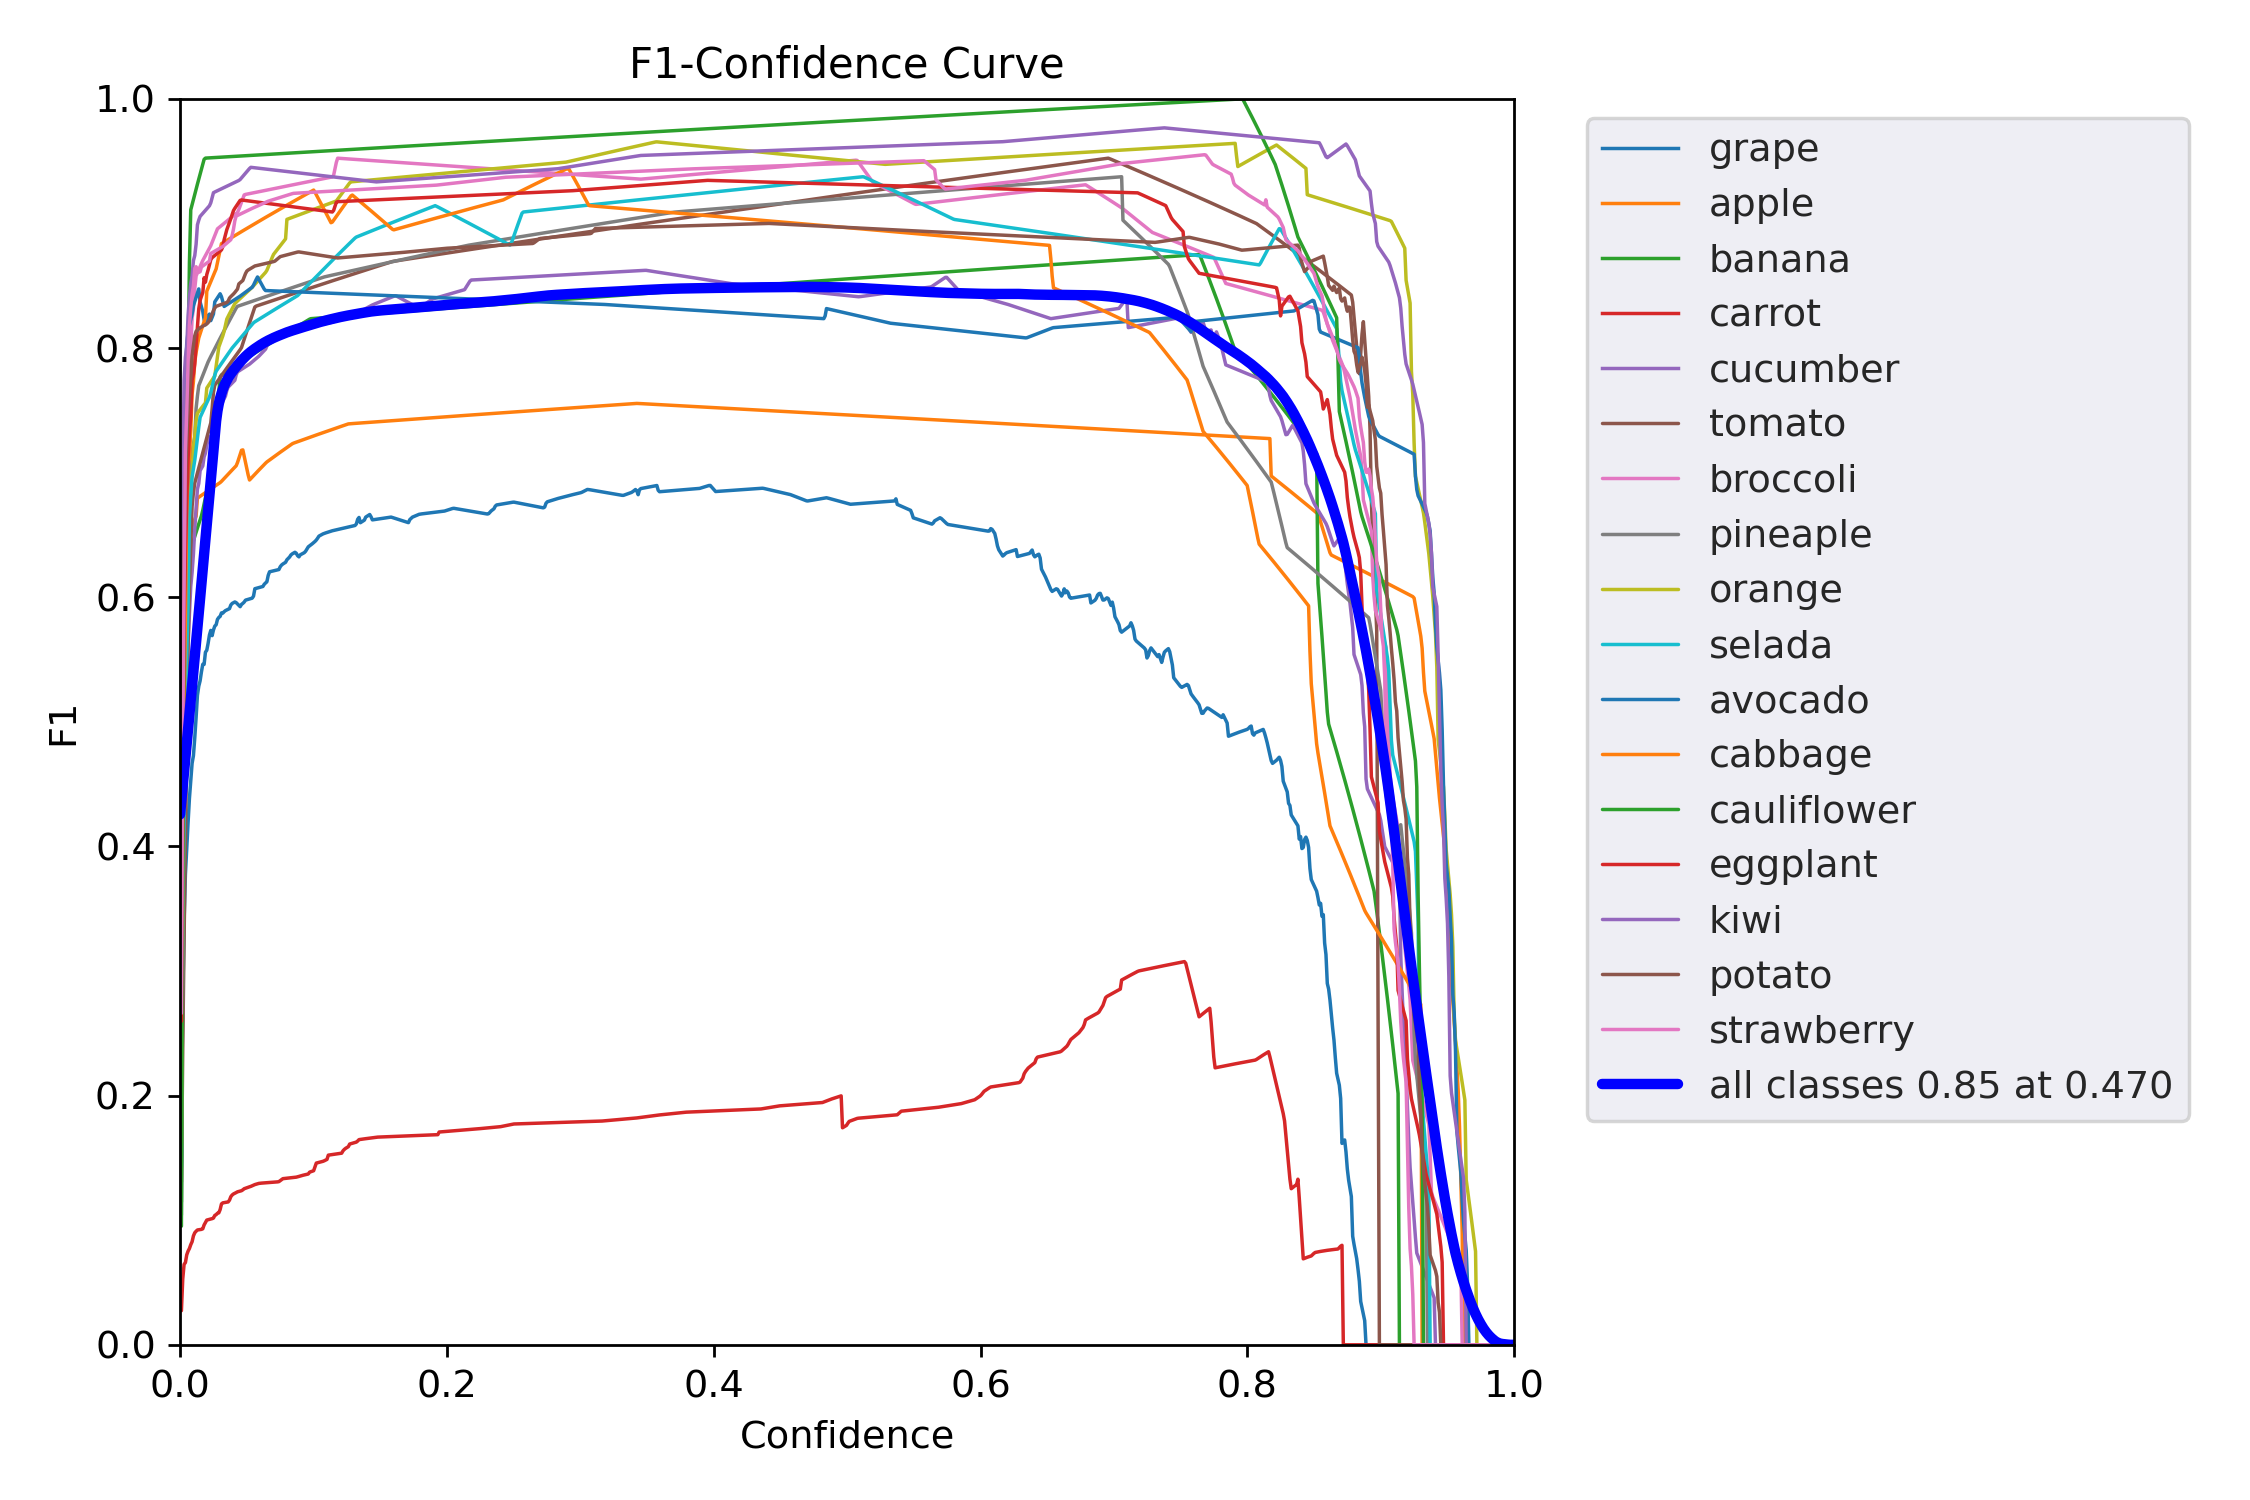 F1-Confidence Curve
1.0
0.8
0.6
0.4
0.2
0.0
F1
0.0 0.2 0.4 0.6 0.8 1.0
Confidence
grape
apple
banana
carrot
cucumber
tomato
broccoli
pineaple
orange
selada
avocado
cabbage
cauliflower
eggplant
kiwi
potato
strawberry
all classes 0.85 at 0.470